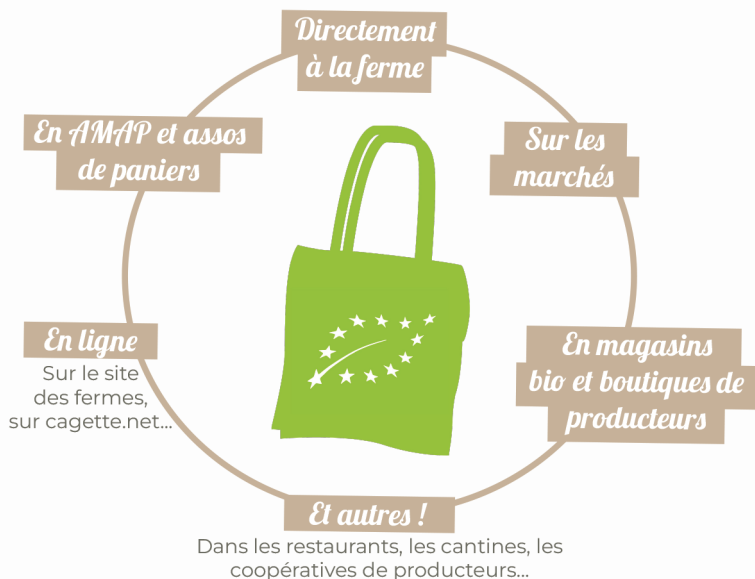 Directement
à la ferme
En AMAP et assos
de paniers
Sur les
marchés
En ligne
Sur le site
des fermes,
sur cagette.net...
En magasins
bio et boutiques de
producteurs
Et autres !
Dans les restaurants, les cantines, les
coopératives de producteurs...